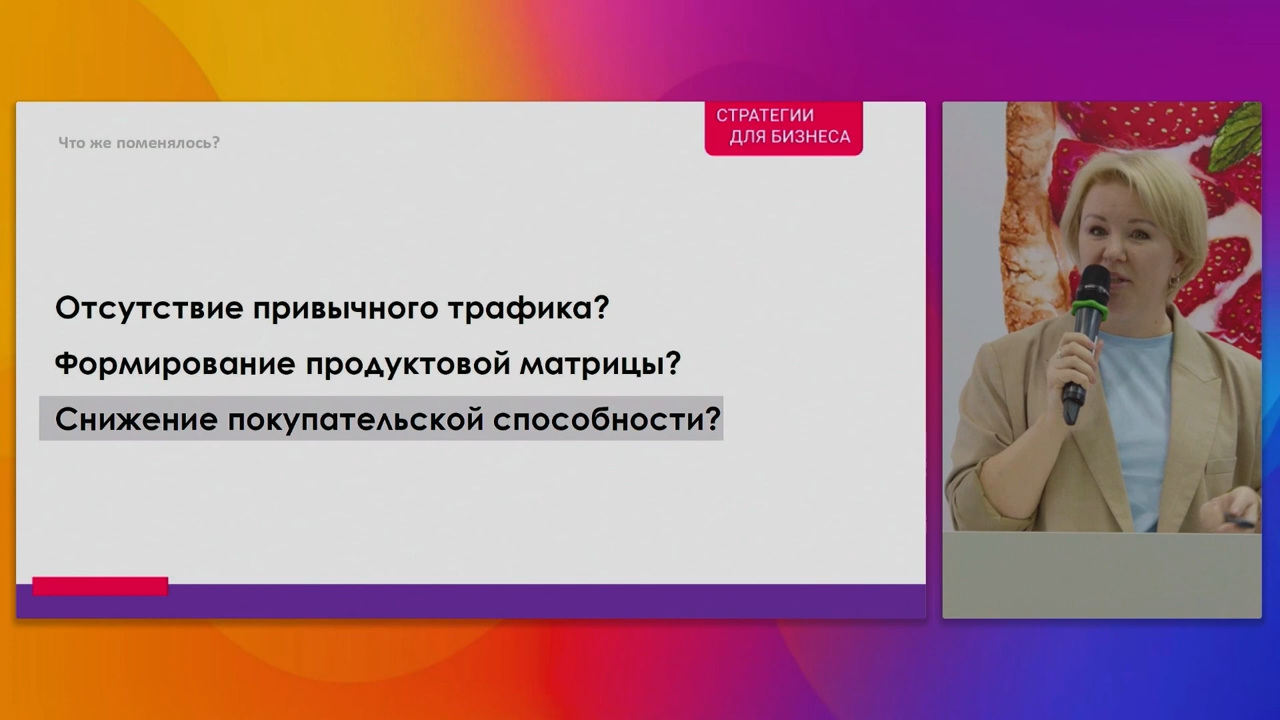 Что же поменялось?
СТРАТЕГИИ
ДЛЯ БИЗНЕСА
Отсутствие привычного трафика?
Формирование продуктовой матрицы?
Снижение покупательской способности?